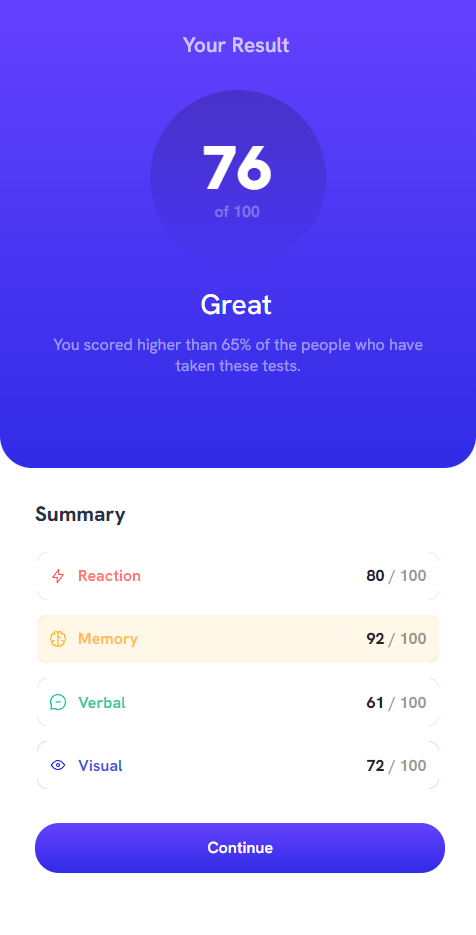 Your Result
76
of 100
Great
You scored higher than 65% of the people who have
taken these tests.
Summary
Reaction 80 / 100
Memory 92 / 100
Verbal 61 / 100
Visual 72 / 100
Continue